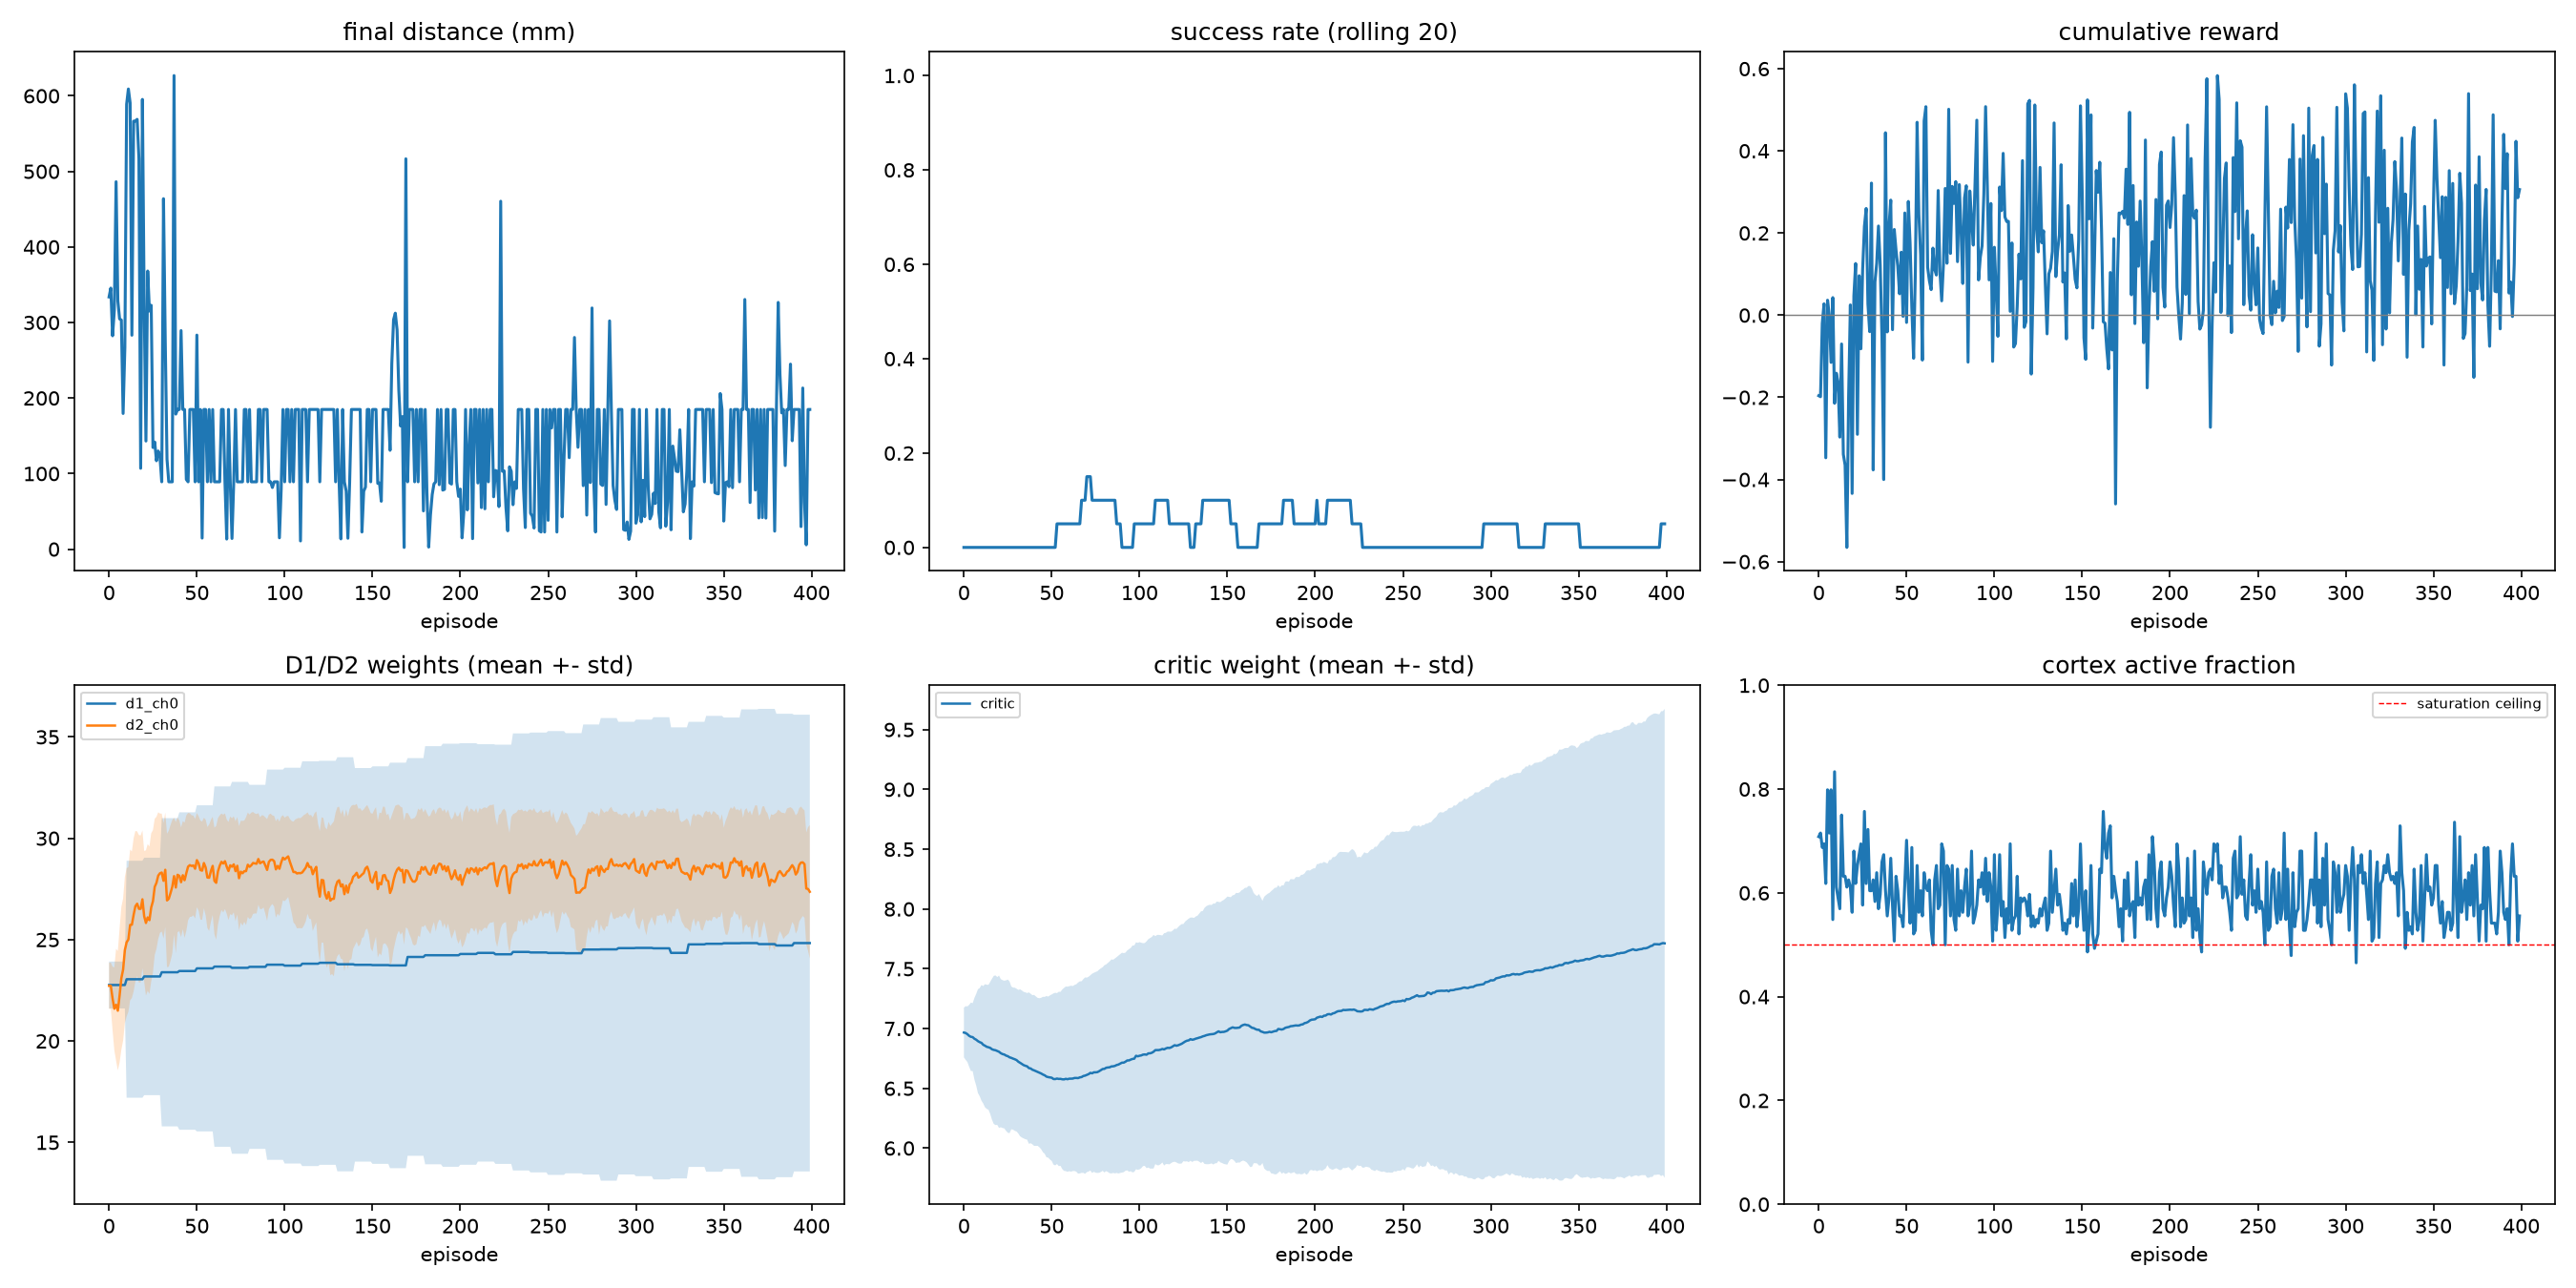 final distance (mm)
600
500
400
300
200
100
0
0 50 100 150 200 250 300 350 400
episode
success rate (rolling 20)
1.0
0.8
0.6
0.4
0.2
0.0
0 50 100 150 200 250 300 350 400
episode
cumulative reward
0.6
0.4
0.2
0.0
−0.2
−0.4
−0.6
0 50 100 150 200 250 300 350 400
episode
D1/D2 weights (mean +- std)
d1_ch0
d2_ch0
35
30
25
20
15
0 50 100 150 200 250 300 350 400
episode
critic weight (mean +- std)
critic
9.5
9.0
8.5
8.0
7.5
7.0
6.5
6.0
0 50 100 150 200 250 300 350 400
episode
cortex active fraction
saturation ceiling
1.0
0.8
0.6
0.4
0.2
0.0
0 50 100 150 200 250 300 350 400
episode